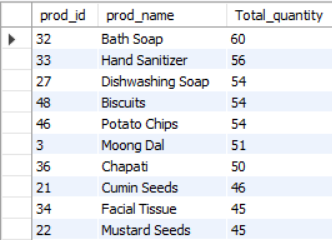 prod_id prod_name Total_quantity
32 Bath Soap 60
33 Hand Sanitizer 56
27 Dishwashing Soap 54
48 Biscuits 54
46 Potato Chips 54
3 Moong Dal 51
36 Chapati 50
21 Cumin Seeds 46
34 Facial Tissue 45
22 Mustard Seeds 45